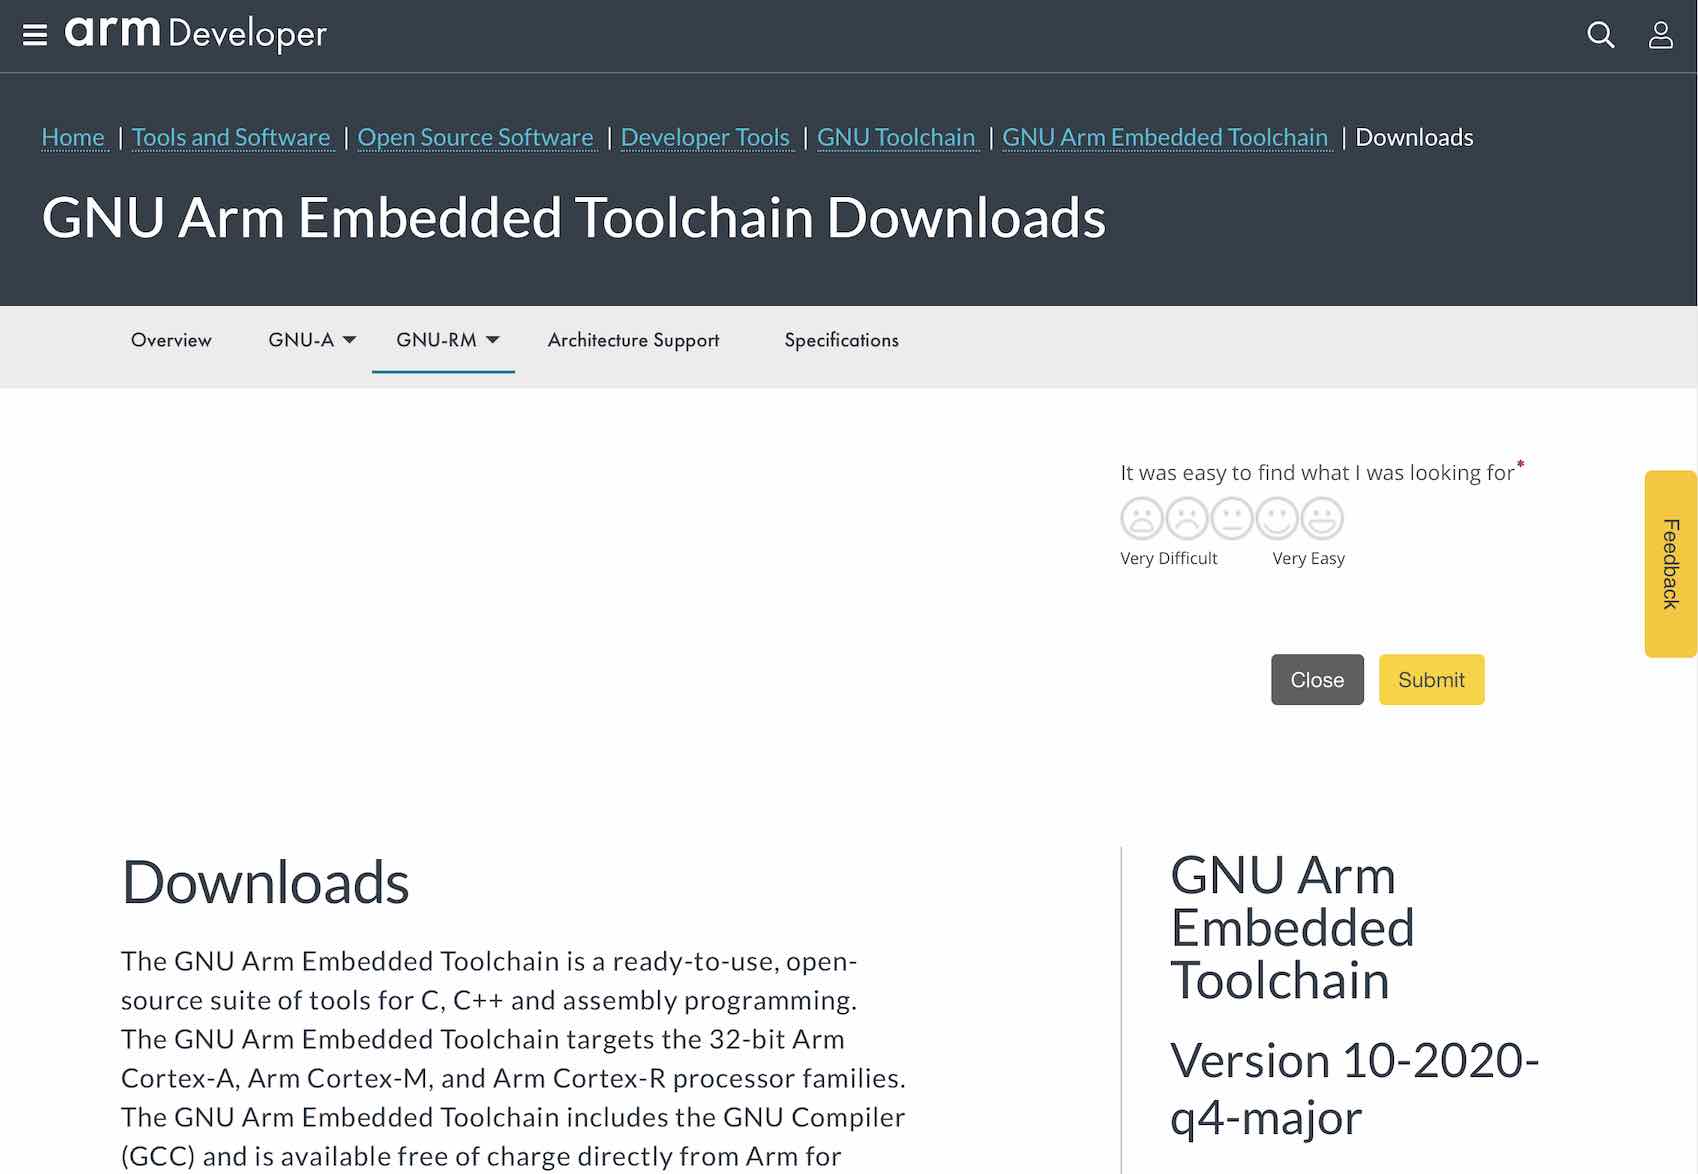 arm Developer
Home | Tools and Software | Open Source Software | Developer Tools | GNU Toolchain | GNU Arm Embedded Toolchain | Downloads
GNU Arm Embedded Toolchain Downloads
Overview GNU-A GNU-RM Architecture Support Specifications
It was easy to find what I was looking for*
Very Difficult Very Easy
Feedback
Close Submit
Downloads
The GNU Arm Embedded Toolchain is a ready-to-use, open-
source suite of tools for C, C++ and assembly programming.
The GNU Arm Embedded Toolchain targets the 32-bit Arm
Cortex-A, Arm Cortex-M, and Arm Cortex-R processor families.
The GNU Arm Embedded Toolchain includes the GNU Compiler
(GCC) and is available free of charge directly from Arm for
GNU Arm
Embedded
Toolchain
Version 10-2020-
q4-major